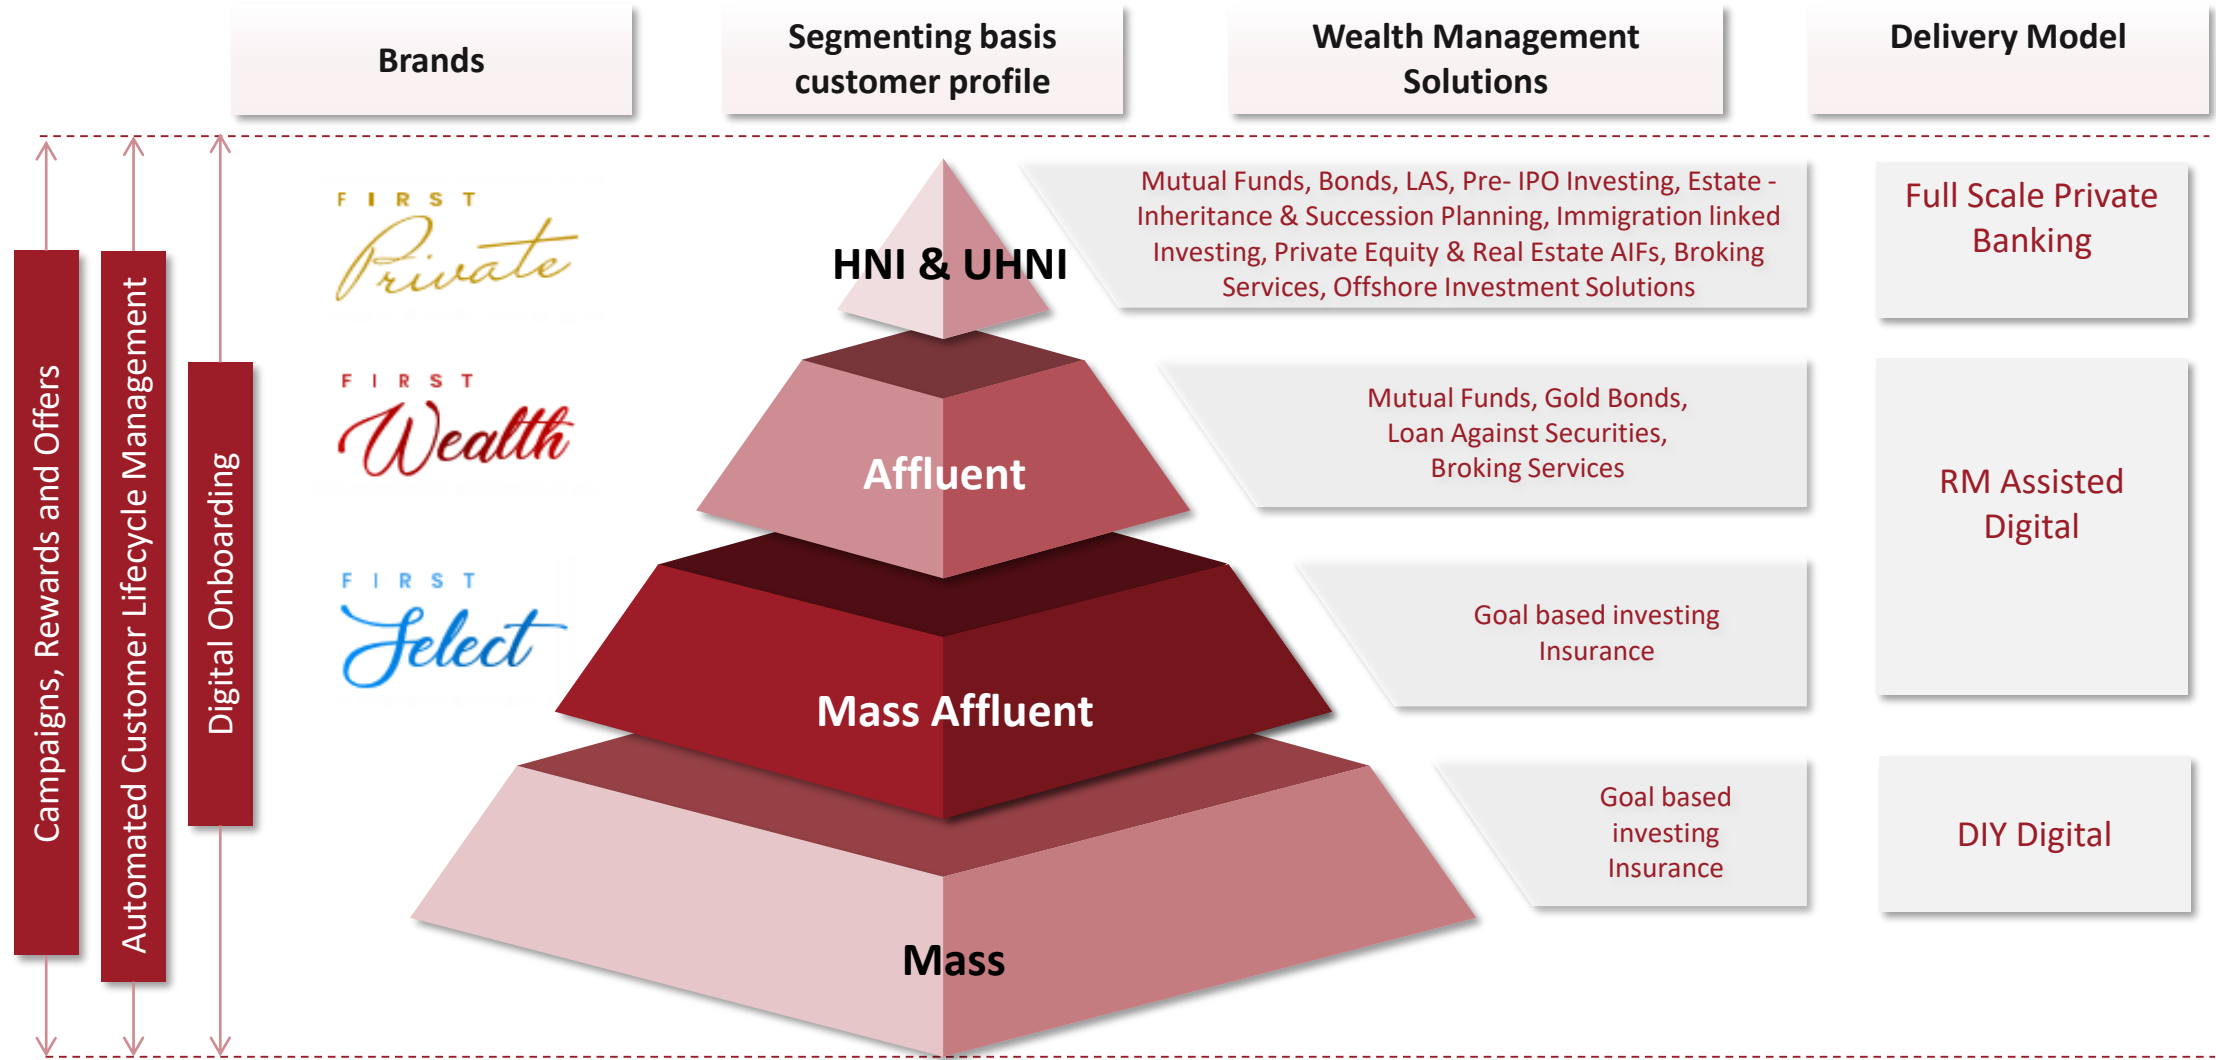 Brands
Segmenting basis
customer profile
Wealth Management
Solutions
Delivery Model
Campaigns, Rewards and Offers
Automated Customer Lifecycle Management
Digital Onboarding
FIRST
Private
HNI & UHNI
Mutual Funds, Bonds, LAS, Pre- IPO Investing, Estate -
Inheritance & Succession Planning, Immigration linked
Investing, Private Equity & Real Estate AIFs, Broking
Services, Offshore Investment Solutions
Full Scale Private
Banking
FIRST
Wealth
Affluent
Mutual Funds, Gold Bonds,
Loan Against Securities,
Broking Services
RM Assisted
Digital
FIRST
Select
Mass Affluent
Goal based investing
Insurance
Mass
Goal based
investing
Insurance
DIY Digital